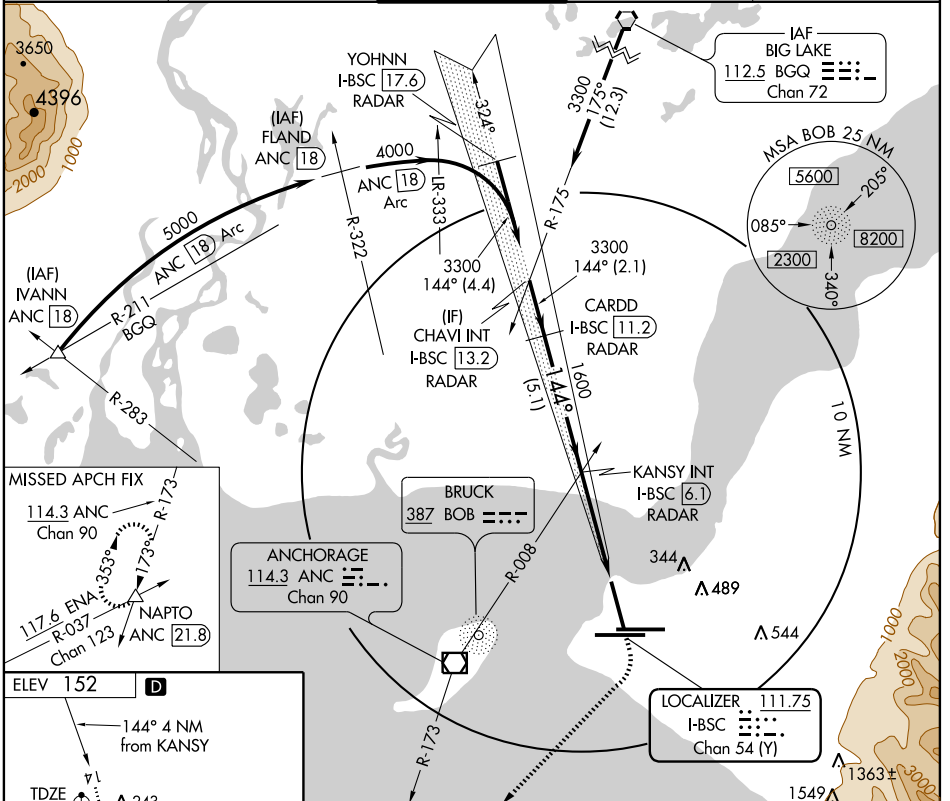 3650
4396
1000
2000
YOHNN
I-BSC 17.6
RADAR
324°
3300
175°
(12.3)
IAF
BIG LAKE
112.5 BGQ
Chan 72
(IAF)
FLAND
ANC 18
4000
ANC 18
Arc
LR-333
R-322
R-175
MSA BOB 25 NM
5600
205°
085°
8200
2300
340°
5000
ANC 18 Arc
R-211
BGQ
(IAF)
IVANN
ANC 18
R-283
3300
144° (4.4)
3300
144° (2.1)
(IF)
CHAVI INT
I-BSC 13.2
RADAR
CARDD
I-BSC 11.2
RADAR
(5.1)
144°
1600
10 NM
MISSED APCH FIX
114.3 ANC
Chan 90
R-173
353°
173°
117.6 ENA
R-037
Chan 123
NAPTO
ANC 21.8
BRUCK
387 BOB
KANSY INT
I-BSC 6.1
RADAR
ANCHORAGE
114.3 ANC
Chan 90
R-008
344
489
544
1000
2000
ELEV 152 D
144° 4 NM
from KANSY
14
TDZE
243
R-173
LOCALIZER 111.75
I-BSC
Chan 54 (Y)
1363±
3000
1549